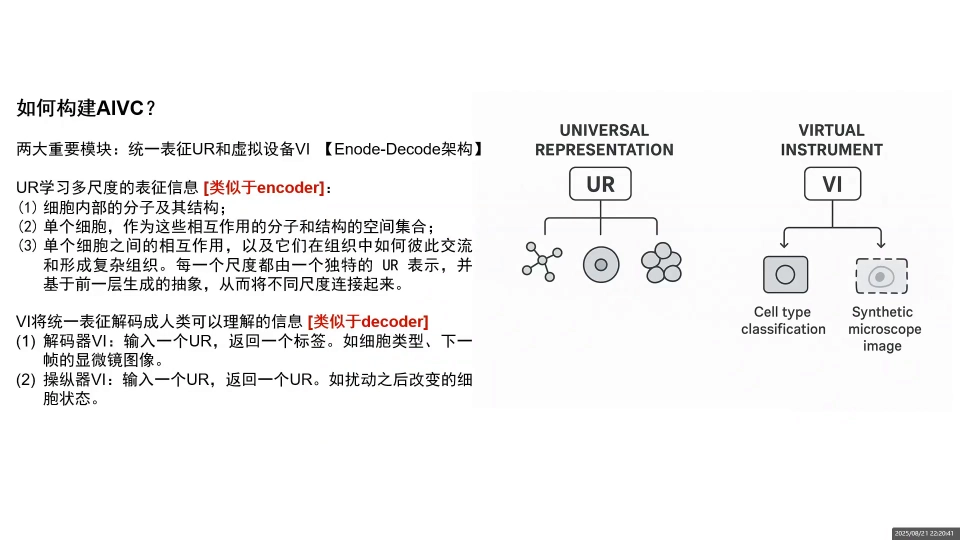 如何构建AIVC?
两大重要模块：统一表征UR和虚拟设备VI 【Enode-Decode架构】
UR学习多尺度的表征信息 [类似于encoder]：
(1) 细胞内部的分子及其结构；
(2) 单个细胞，作为这些相互作用的分子和结构的空间集合；
(3) 单个细胞之间的相互作用，以及它们在组织中如何彼此交流
和形成复杂组织。每一个尺度都由一个独特的 UR 表示，并
基于前一层生成的抽象，从而将不同尺度连接起来。
VI将统一表征解码成人类可以理解的信息 [类似于decoder]
(1) 解码器VI：输入一个UR，返回一个标签。如细胞类型、下一
帧的显微镜图像。
(2) 操纵器VI：输入一个UR，返回一个UR。如扰动之后改变的细
胞状态。
UNIVERSAL
REPRESENTATION
UR
VIRTUAL
INSTRUMENT
VI
Cell type
classification
Synthetic
microscope
image
2025/08/21 22:20:41